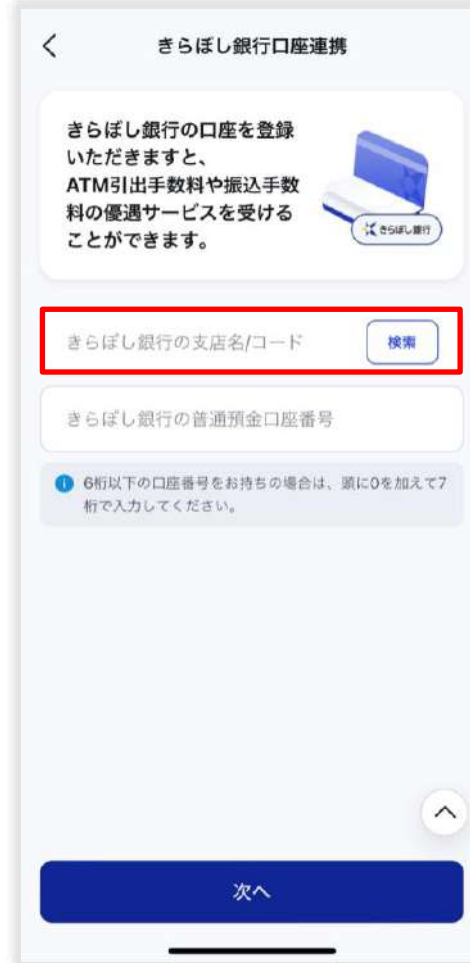 きらぼし銀行口座連携
きらぼし銀行の口座を登録
いただきますと、
ATM引出手数料や振込手数
料の優遇サービスを受ける
ことができます。
きらぼし銀行
きらぼし銀行の支店名/コード
検索
きらぼし銀行の普通預金口座番号
6桁以下の口座番号をお持ちの場合は、頭に0を加えて7
桁で入力してください。
次へ